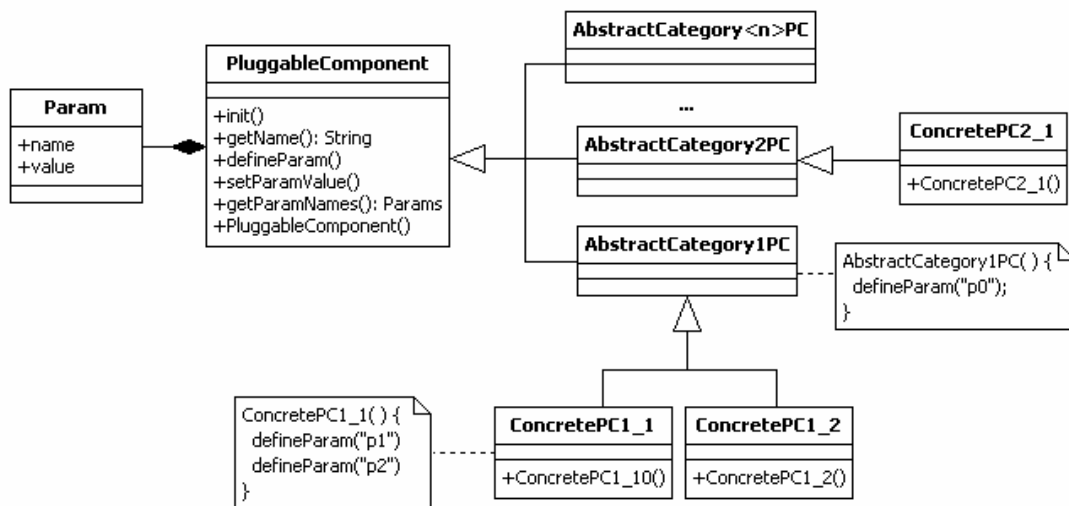 AbstractCategory<n>PC
...
PluggableComponent
+init()
+getName(): String
+defineParam()
+setParamValue()
+getParamNames(): Params
+PluggableComponent()
Param
+name
+value
AbstractCategory2PC
ConcretePC2_1
+ConcretePC2_1()
AbstractCategory1PC
AbstractCategory1PC( ) {
defineParam("p0");
}
ConcretePC1_1( ) {
defineParam("p1")
defineParam("p2")
}
ConcretePC1_1
+ConcretePC1_10()
ConcretePC1_2
+ConcretePC1_2()